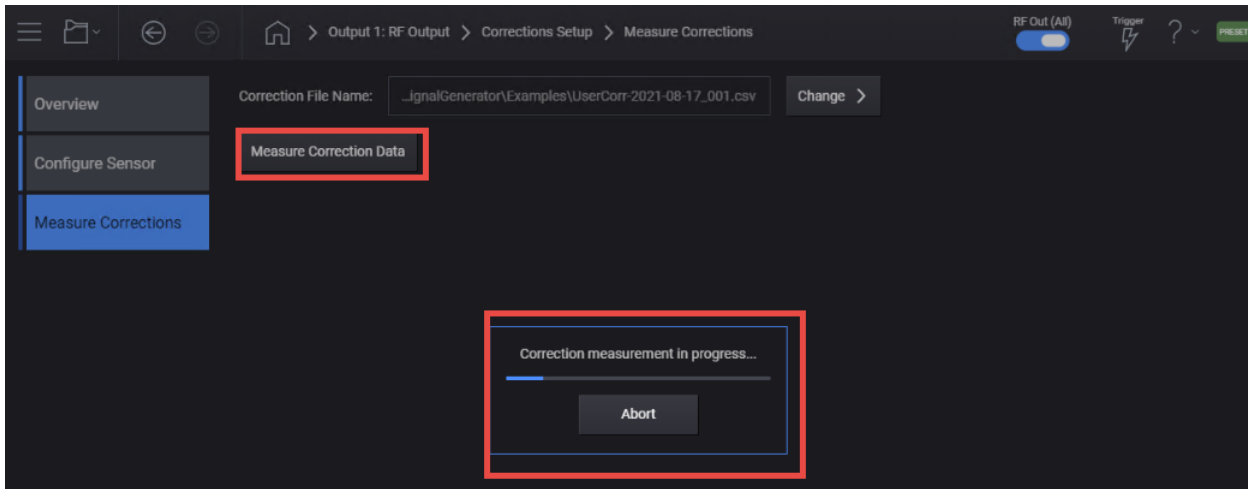 Output 1: RF Output > Corrections Setup > Measure Corrections
RF Out (All)
Trigger
?
PRESET
Overview
Correction File Name:
...ignalGenerator\Examples\UserCorr-2021-08-17_001.csv
Change >
Configure Sensor
Measure Correction Data
Measure Corrections
Correction measurement in progress...
Abort